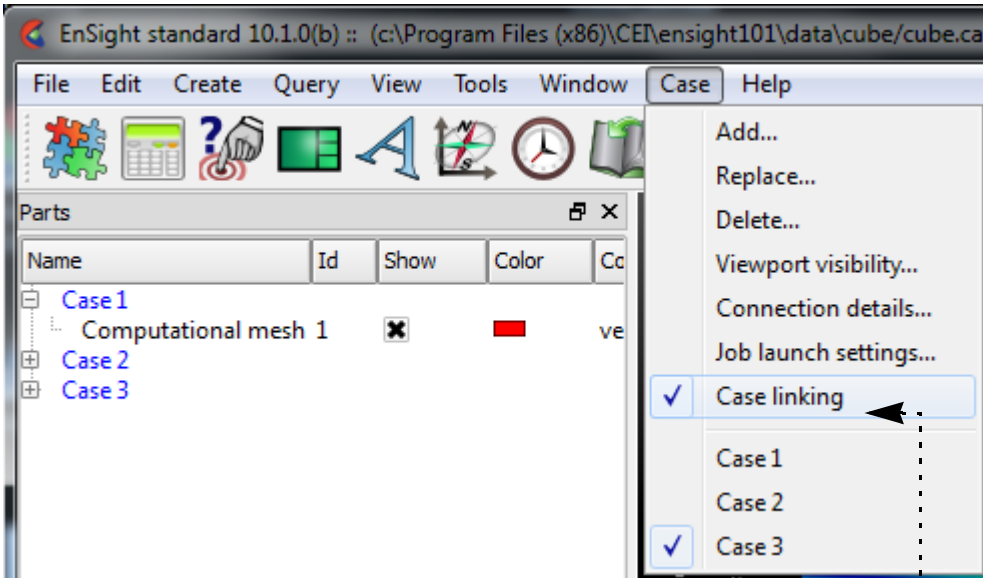 EnSight standard 10.1.0(b) :: (c:\Program Files (x86)\CEI\ensight101\data\cube/cube.ca
File Edit Create Query View Tools Window Case Help
Parts
Name Id Show Color Co
Case 1
Computational mesh 1 ve
Case 2
Case 3
Add...
Replace...
Delete...
Viewport visibility...
Connection details...
Job launch settings...
Case linking
Case 1
Case 2
Case 3